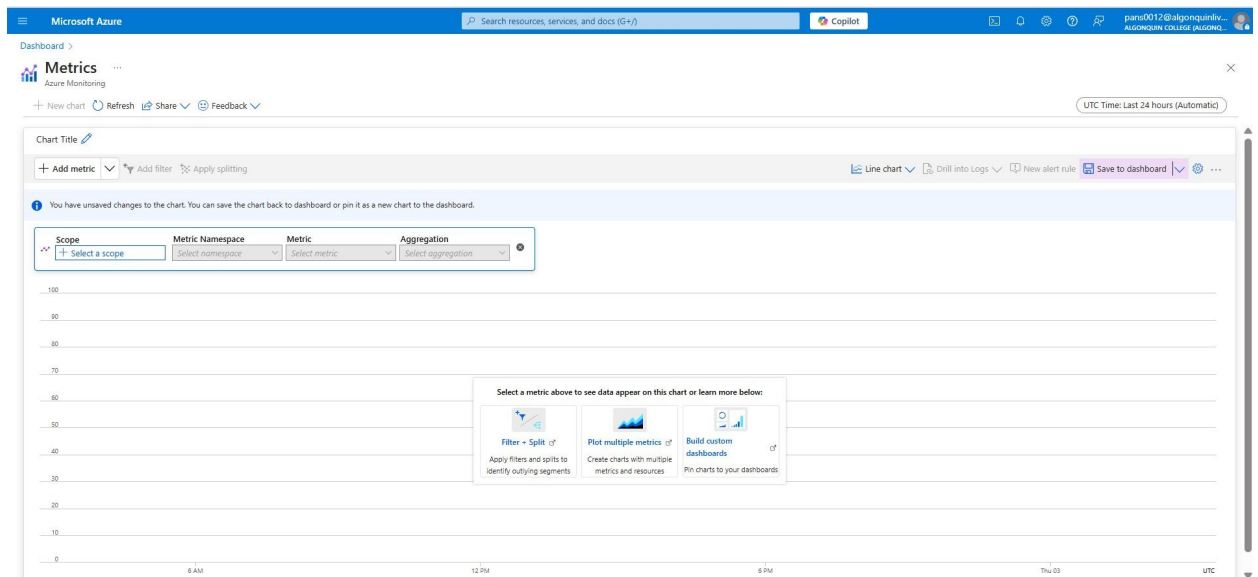 Microsoft Azure
Search resources, services, and docs (G+/)
Copilot
pans0012@algonquinliv...
ALGONQUIN COLLEGE (ALGONQ...
Dashboard >
Metrics ...
Azure Monitoring
+ New chart Refresh Share Feedback
UTC Time: Last 24 hours (Automatic)
Chart Title
+ Add metric Add filter Apply splitting Line chart Drill into Logs New alert rule Save to dashboard ...
You have unsaved changes to the chart. You can save the chart back to dashboard or pin it as a new chart to the dashboard.
Scope Metric Namespace Metric Aggregation
+ Select a scope Select namespace Select metric Select aggregation
100
90
80
70
60
50
40
30
20
10
0
Select a metric above to see data appear on this chart or learn more below:
Filter + Split
Apply filters and splits to
identify outlying segments
Plot multiple metrics
Create charts with multiple
metrics and resources
Build custom
dashboards
Pin charts to your dashboards
6 AM 12 PM 6 PM Thu 03 UTC